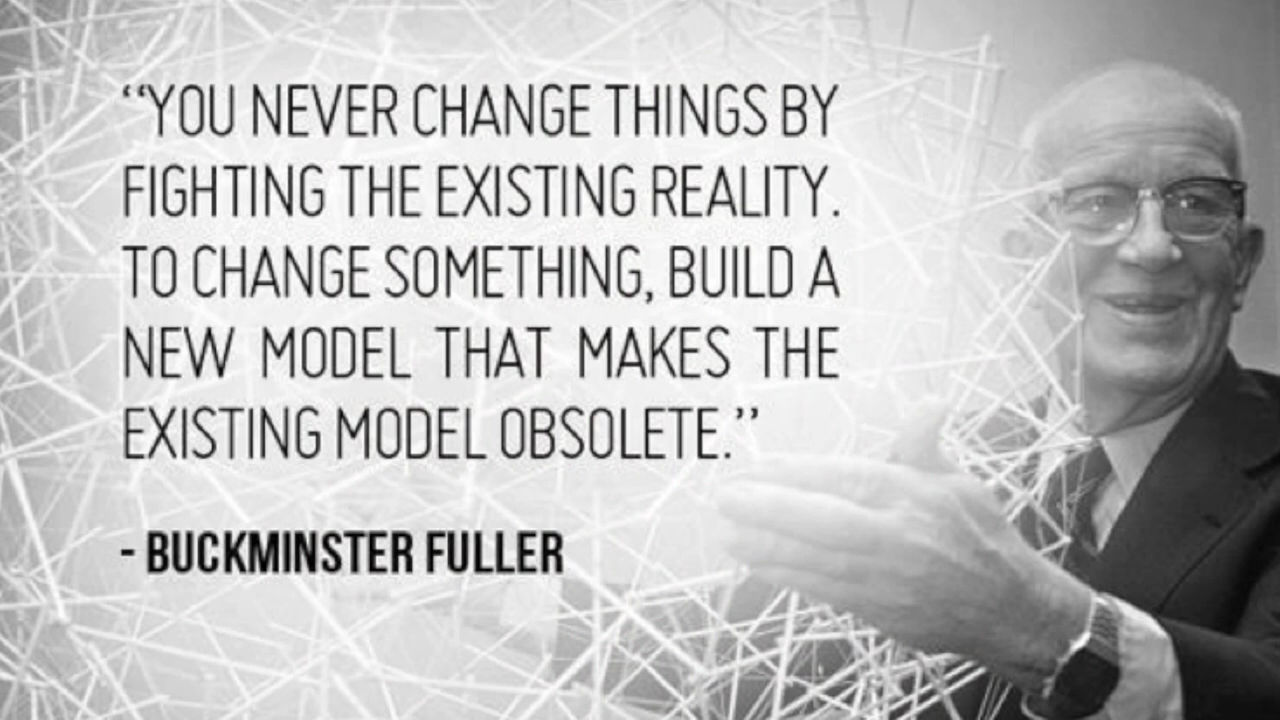 “YOU NEVER CHANGE THINGS BY
FIGHTING THE EXISTING REALITY.
TO CHANGE SOMETHING, BUILD A
NEW MODEL THAT MAKES THE
EXISTING MODEL OBSOLETE.”
- BUCKMINSTER FULLER